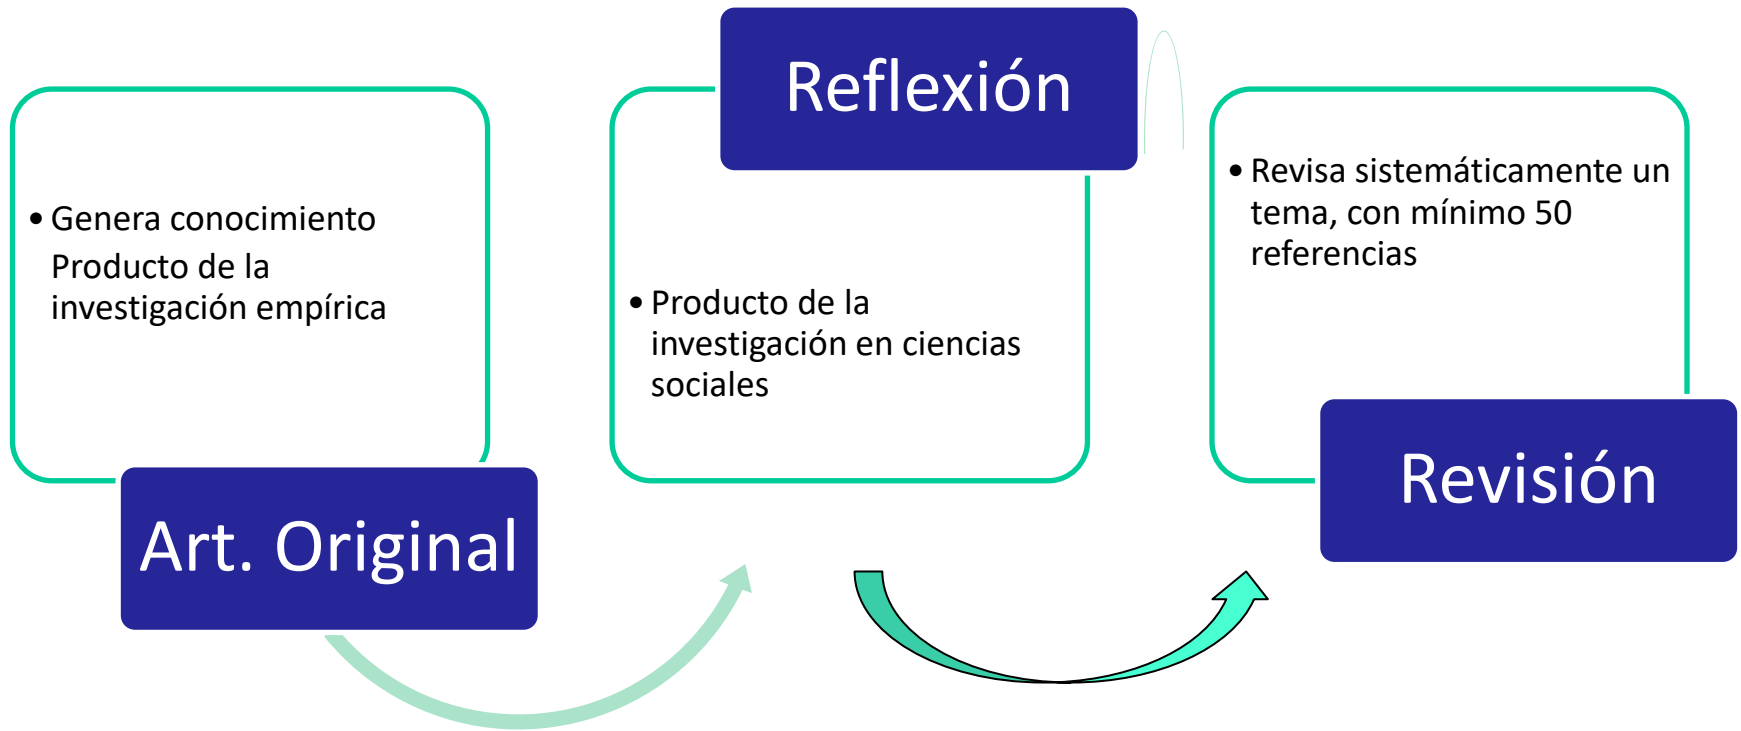 • Genera conocimiento
Producto de la
investigación empírica
Art. Original
Reflexión
• Producto de la
investigación en ciencias
sociales
• Revisa sistemáticamente un
tema, con mínimo 50
referencias
Revisión